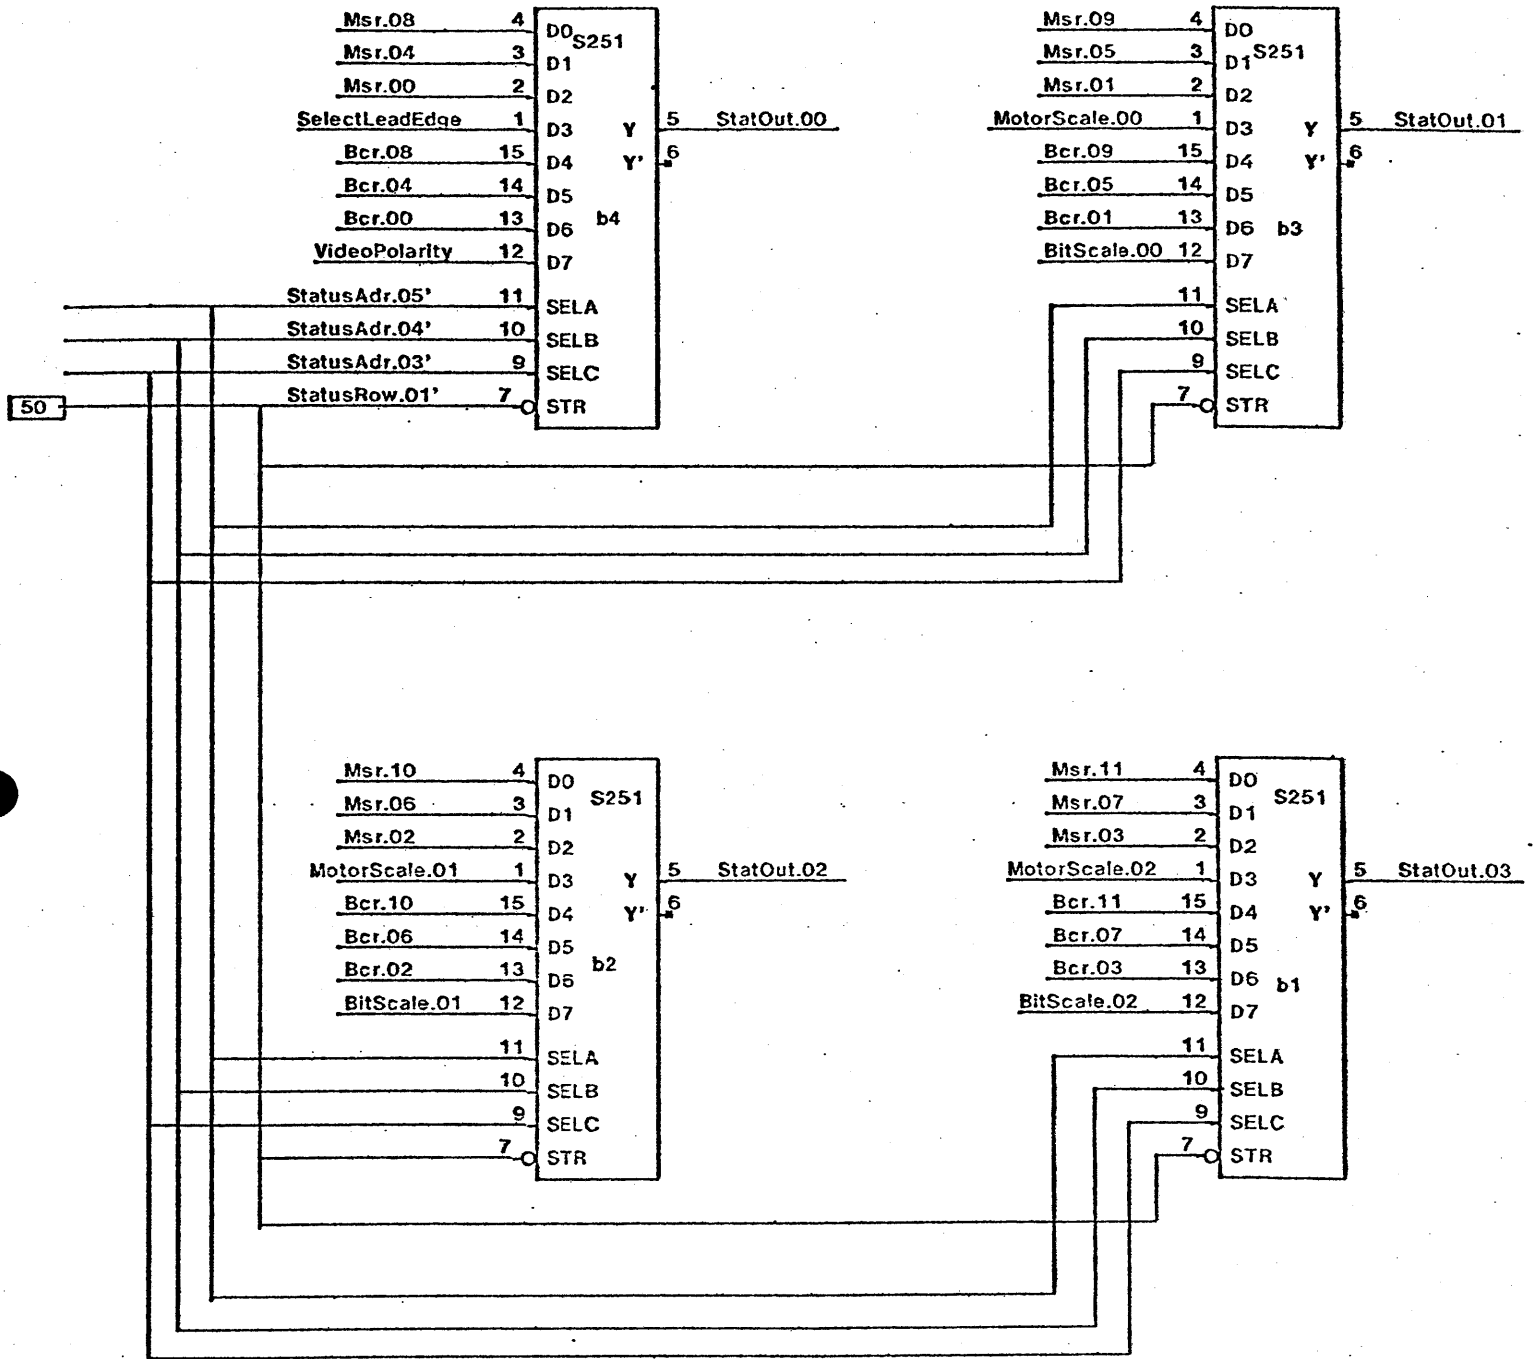 Msr.08 4 D0 S251
Msr.04 3 D1
Msr.00 2 D2
SelectLeadEdge 1 D3 Y 5 StatOut.00
Bcr.08 15 D4 Y' 6
Bcr.04 14 D5
Bcr.00 13 D6 b4
VideoPolarity 12 D7
StatusAdr.05' 11 SELA
StatusAdr.04' 10 SELB
StatusAdr.03' 9 SELC
50 StatusRow.01' 7 STR
Msr.09 4 D0 S251
Msr.05 3 D1
Msr.01 2 D2
MotorScale.00 1 D3 Y 5 StatOut.01
Bcr.09 15 D4 Y' 6
Bcr.05 14 D5
Bcr.01 13 D6 b3
BitScale.00 12 D7
11 SELA
10 SELB
9 SELC
7 STR
Msr.10 4 D0 S251
Msr.06 3 D1
Msr.02 2 D2
MotorScale.01 1 D3 Y 5 StatOut.02
Bcr.10 15 D4 Y' 6
Bcr.06 14 D5
Bcr.02 13 D6 b2
BitScale.01 12 D7
11 SELA
10 SELB
9 SELC
7 STR
Msr.11 4 D0 S251
Msr.07 3 D1
Msr.03 2 D2
MotorScale.02 1 D3 Y 5 StatOut.03
Bcr.11 15 D4 Y' 6
Bcr.07 14 D5
Bcr.03 13 D6 b1
BitScale.02 12 D7
11 SELA
10 SELB
9 SELC
7 STR